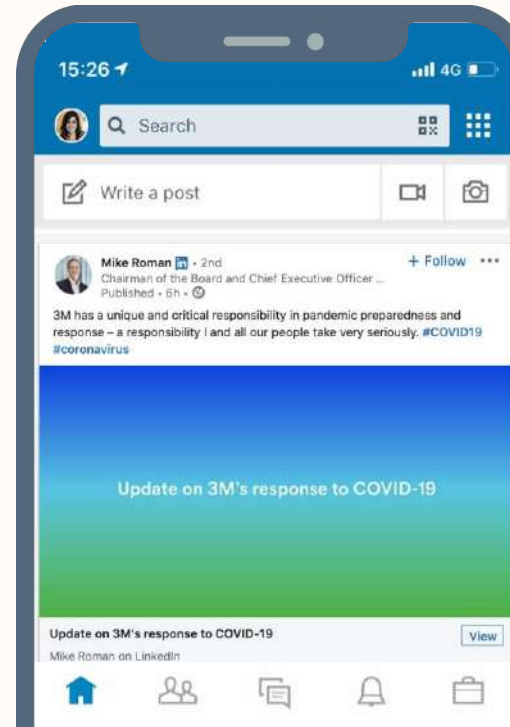 15:26
4G
Search
Write a post
Mike Roman in • 2nd
+ Follow •••
Chairman of the Board and Chief Executive Officer ...
Published • 6h •
3M has a unique and critical responsibility in pandemic preparedness and
response – a responsibility I and all our people take very seriously. #COVID19
#coronavirus
Update on 3M's response to COVID-19
Update on 3M's response to COVID-19
View
Mike Roman on LinkedIn